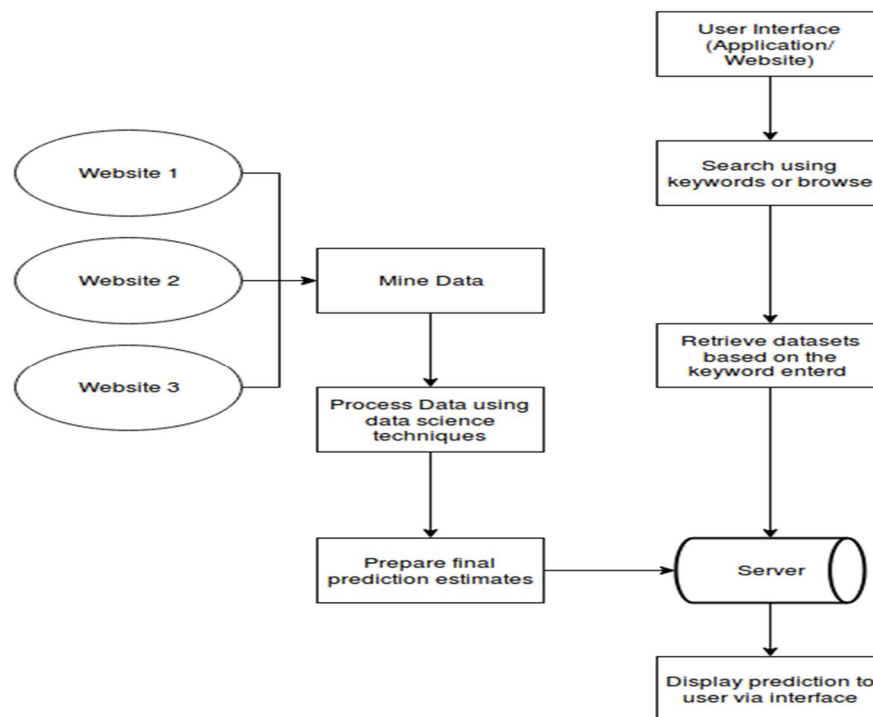 User Interface
(Application/
Website)
Search using
keywords or browse
Website 1
Website 2
Website 3
Mine Data
Process Data using
data science
techniques
Prepare final
prediction estimates
Retrieve datasets
based on the
keyword enterd
Server
Display prediction to
user via interface